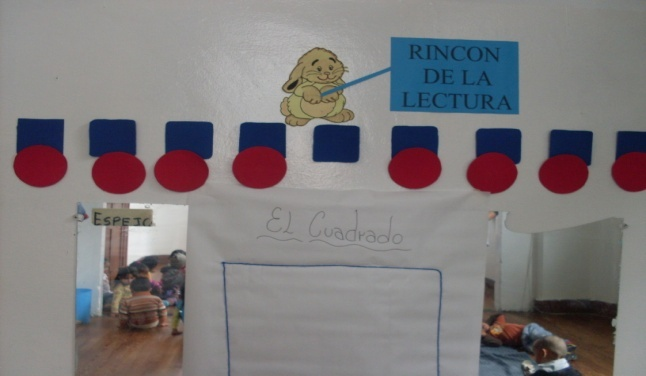 RINCON
DE LA
LECTURA
ESPEJO
EL Cuadrado